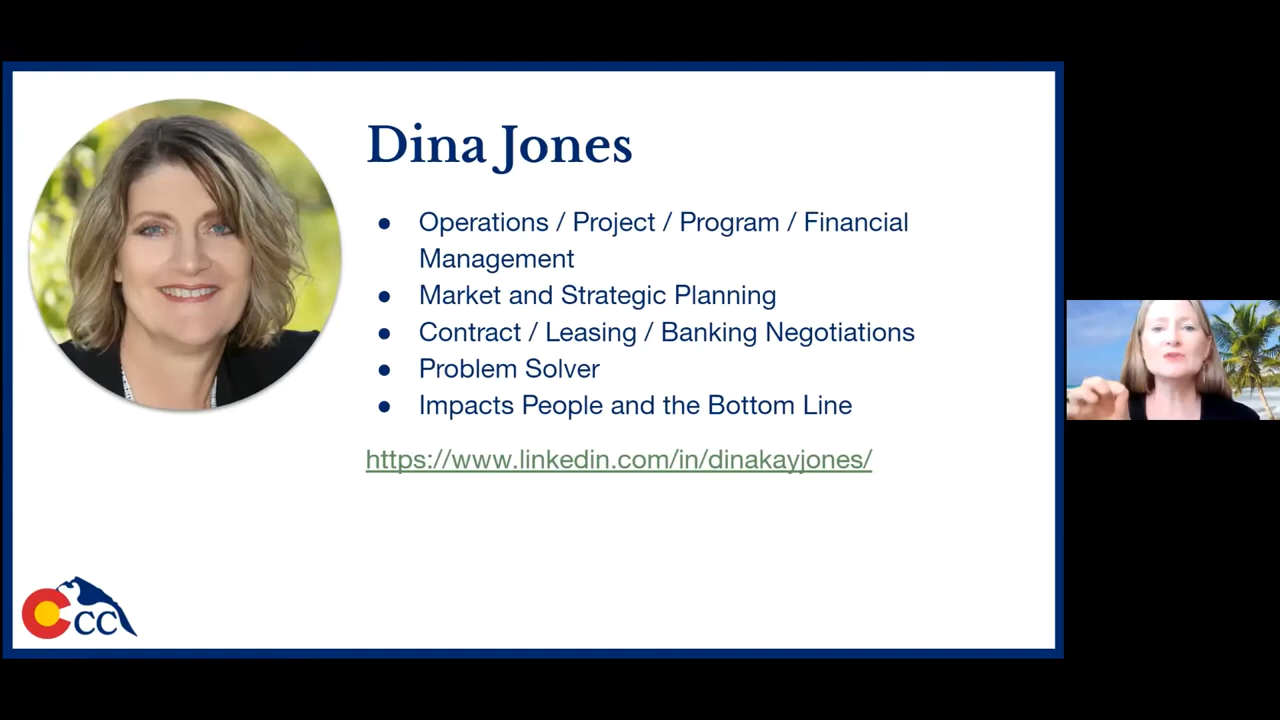 Dina Jones
● Operations / Project / Program / Financial
Management
● Market and Strategic Planning
● Contract / Leasing / Banking Negotiations
● Problem Solver
● Impacts People and the Bottom Line
https://www.linkedin.com/in/dinakayjones/
CCC